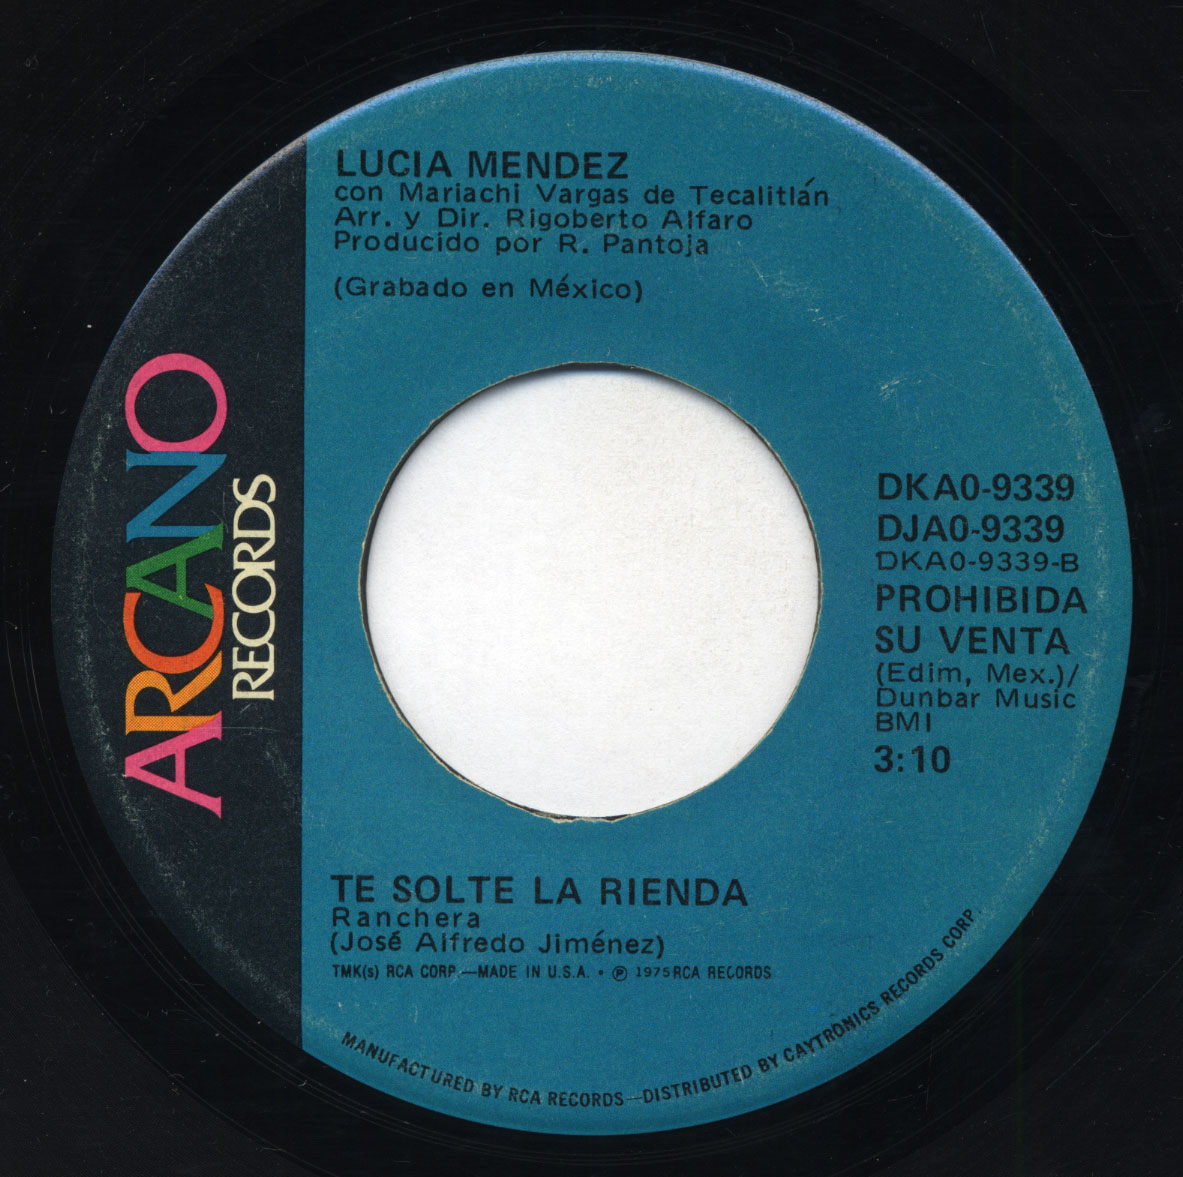 LUCIA MENDEZ
con Mariachi Vargas de Tecalitlán
Arr. y Dir. Rigoberto Alfaro
Producido por R. Pantoja
(Grabado en México)
ARCANO
RECORDS
DKAO-9339
DJAO-9339
DKAO-9339-B
PROHIBIDA
SU VENTA
(Edim, Mex.)/
Dunbar Music
BMI
3:10
TE SOLTE LA RIENDA
Ranchera
(José Alfredo Jiménez)
TMK(s) RCA CORP.—MADE IN U.S.A. • ℗ 1975 RCA RECORDS
MANUFACTURED BY RCA RECORDS—DISTRIBUTED BY CAYTRONICS RECORDS CORP.